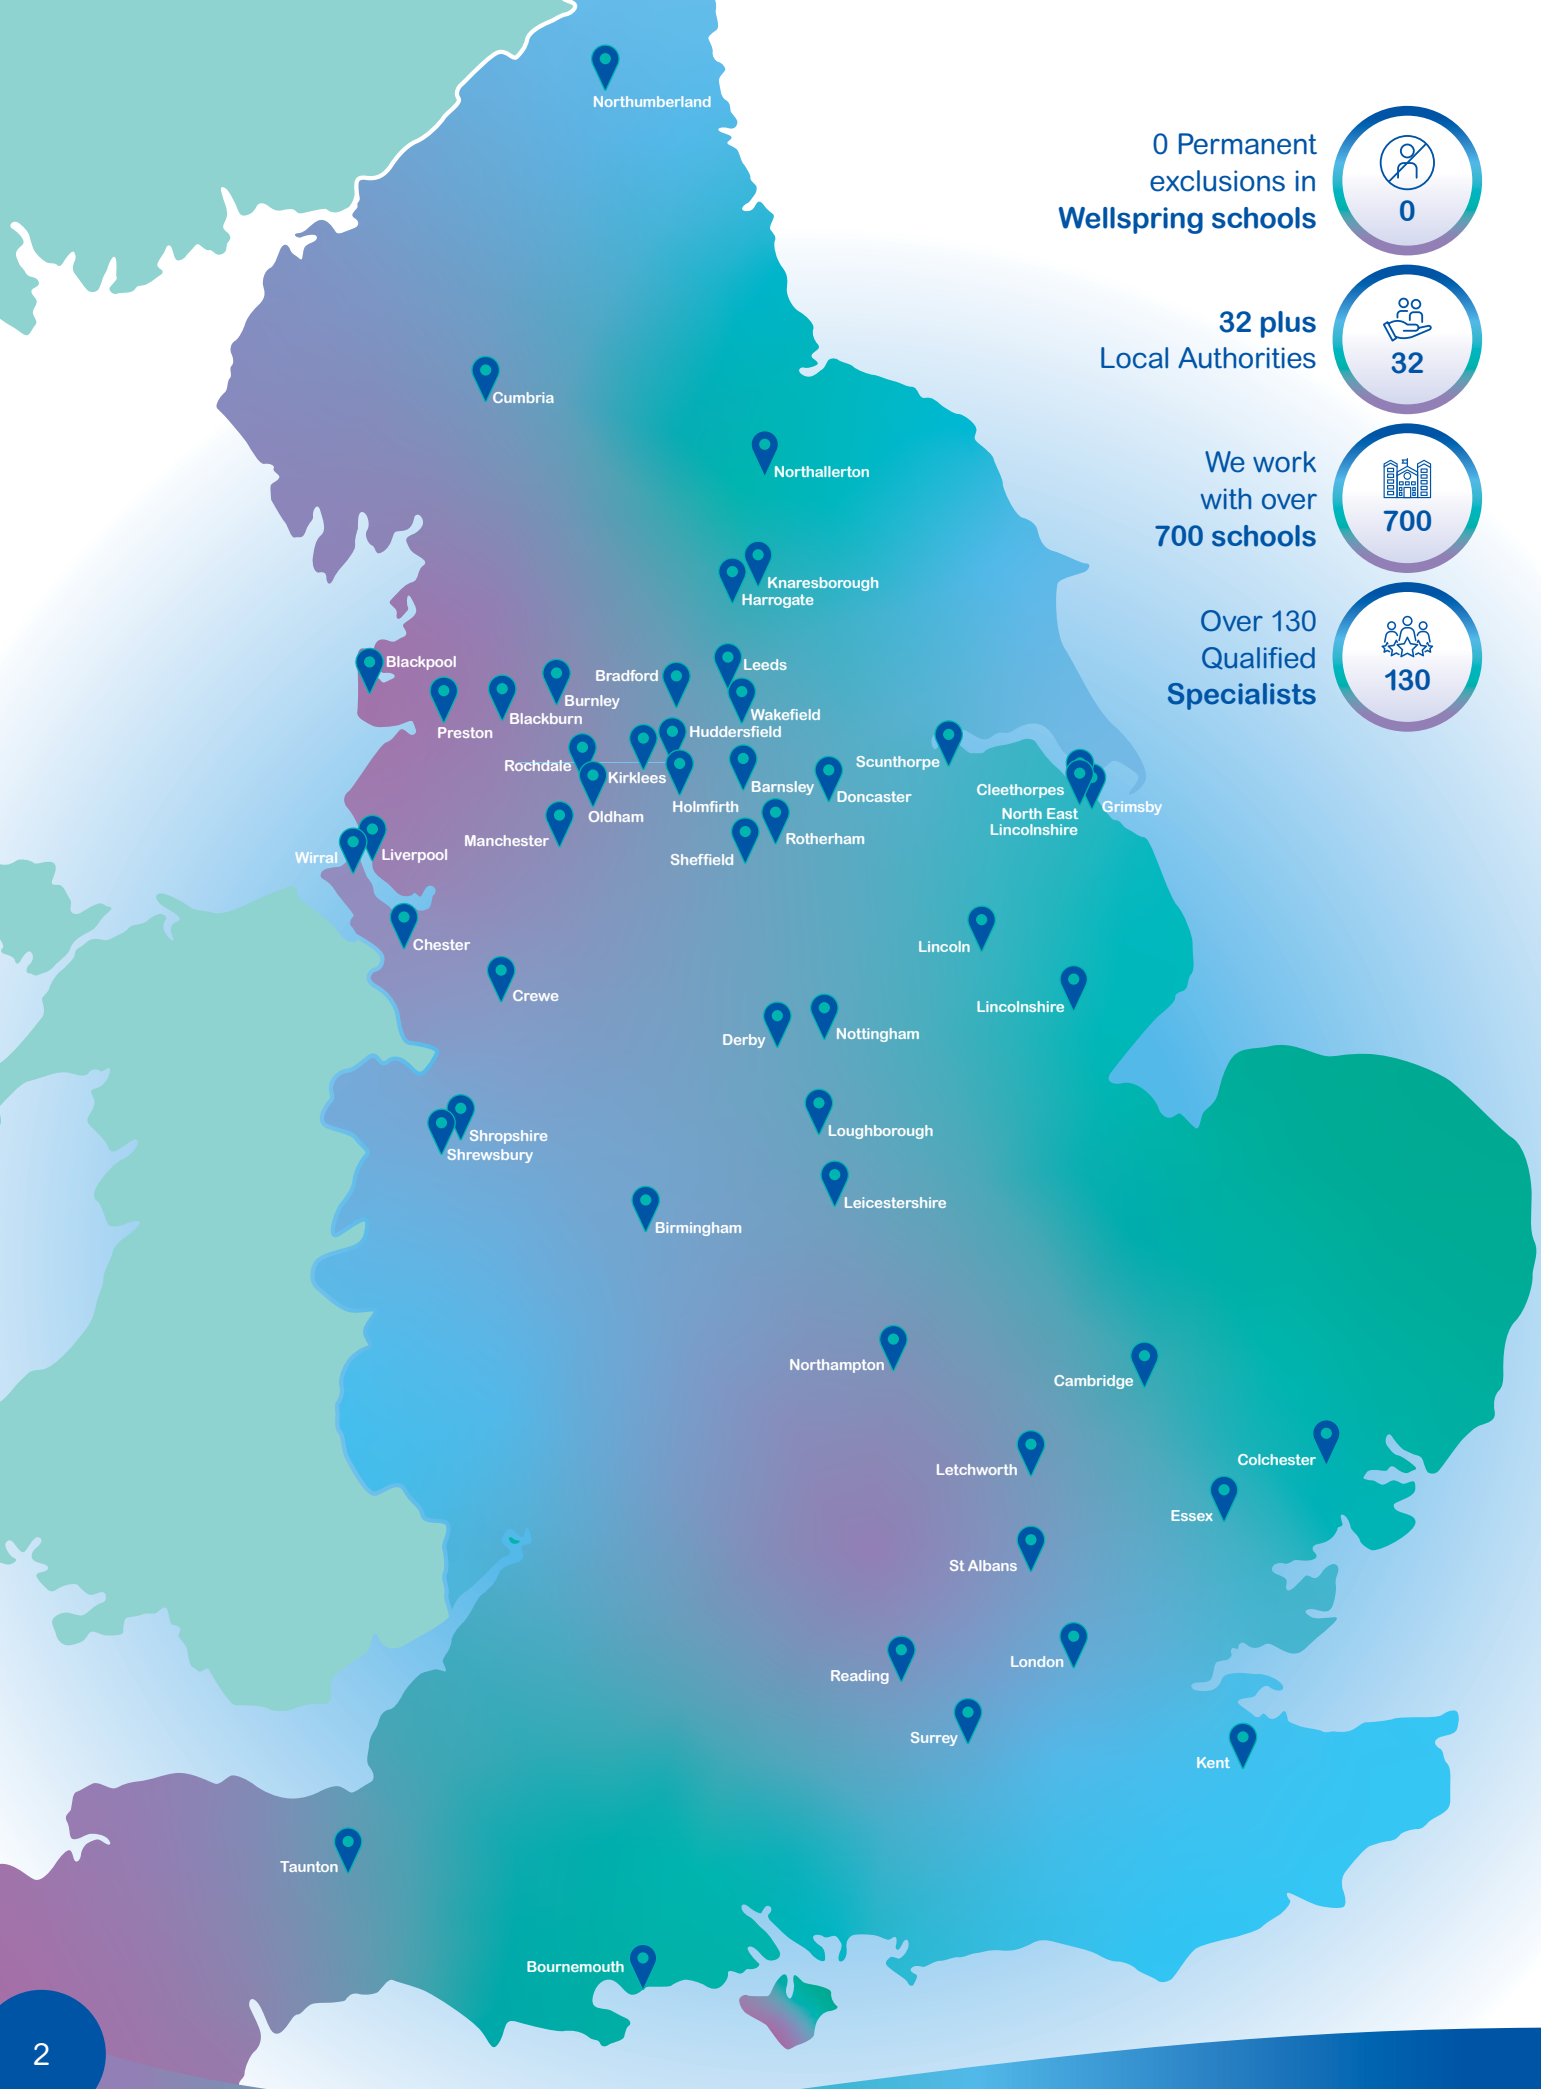 Northumberland
0 Permanent
exclusions in
Wellspring schools
0
32 plus
Local Authorities
32
Cumbria
We work
with over
700 schools
700
Northallerton
Knaresborough
Harrogate
Over 130
Qualified
Specialists
130
Blackpool
Bradford
Leeds
Burnley
Blackburn
Wakefield
Preston
Huddersfield
Rochdale
Kirklees
Scunthorpe
Barnsley
Cleethorpes
Doncaster
Holmfirth
Grimsby
Oldham
North East
Lincolnshire
Manchester
Rotherham
Wirral
Liverpool
Sheffield
Chester
Lincoln
Crewe
Lincolnshire
Derby
Nottingham
Shropshire
Shrewsbury
Loughborough
Leicestershire
Birmingham
Northampton
Cambridge
Colchester
Letchworth
Essex
St Albans
London
Reading
Surrey
Kent
Taunton
Bournemouth
2